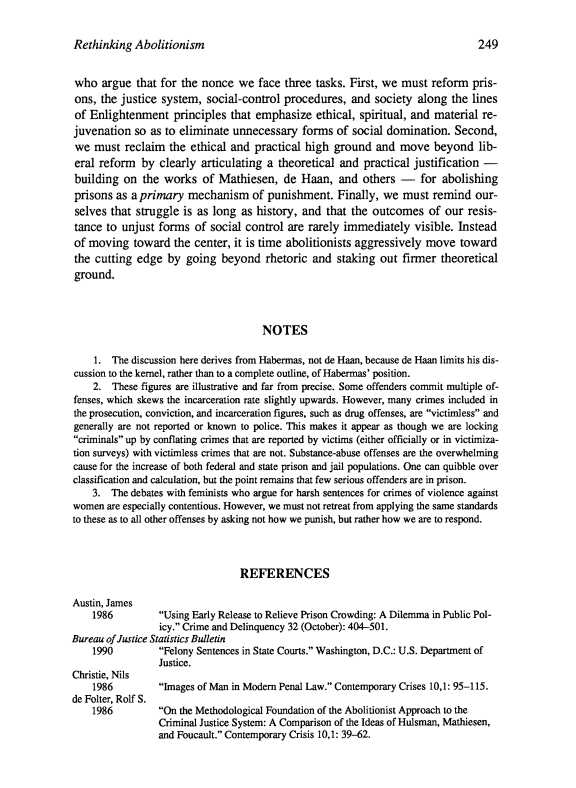 Rethinking Abolitionism 249
who argue that for the nonce we face three tasks. First, we must reform pris-
ons, the justice system, social-control procedures, and society along the lines
of Enlightenment principles that emphasize ethical, spiritual, and material re-
juvenation so as to eliminate unnecessary forms of social domination. Second,
we must reclaim the ethical and practical high ground and move beyond lib-
eral reform by clearly articulating a theoretical and practical justification —
building on the works of Mathiesen, de Haan, and others — for abolishing
prisons as a primary mechanism of punishment. Finally, we must remind our-
selves that struggle is as long as history, and that the outcomes of our resis-
tance to unjust forms of social control are rarely immediately visible. Instead
of moving toward the center, it is time abolitionists aggressively move toward
the cutting edge by going beyond rhetoric and staking out firmer theoretical
ground.
NOTES
1. The discussion here derives from Habermas, not de Haan, because de Haan limits his dis-
cussion to the kernel, rather than to a complete outline, of Habermas' position.
2. These figures are illustrative and far from precise. Some offenders commit multiple of-
fenses, which skews the incarceration rate slightly upwards. However, many crimes included in
the prosecution, conviction, and incarceration figures, such as drug offenses, are "victimless" and
generally are not reported or known to police. This makes it appear as though we are locking
"criminals" up by conflating crimes that are reported by victims (either officially or in victimiza-
tion surveys) with victimless crimes that are not. Substance-abuse offenses are the overwhelming
cause for the increase of both federal and state prison and jail populations. One can quibble over
classification and calculation, but the point remains that few serious offenders are in prison.
3. The debates with feminists who argue for harsh sentences for crimes of violence against
women are especially contentious. However, we must not retreat from applying the same standards
to these as to all other offenses by asking not how we punish, but rather how we are to respond.
REFERENCES
Austin, James
1986 "Using Early Release to Relieve Prison Crowding: A Dilemma in Public Pol-
icy." Crime and Delinquency 32 (October): 404–501.
Bureau of Justice Statistics Bulletin
1990 "Felony Sentences in State Courts." Washington, D.C.: U.S. Department of
Justice.
Christie, Nils
1986 "Images of Man in Modern Penal Law." Contemporary Crises 10,1: 95–115.
de Folter, Rolf S.
1986 "On the Methodological Foundation of the Abolitionist Approach to the
Criminal Justice System: A Comparison of the Ideas of Hulsman, Mathiesen,
and Foucault." Contemporary Crisis 10,1: 39–62.